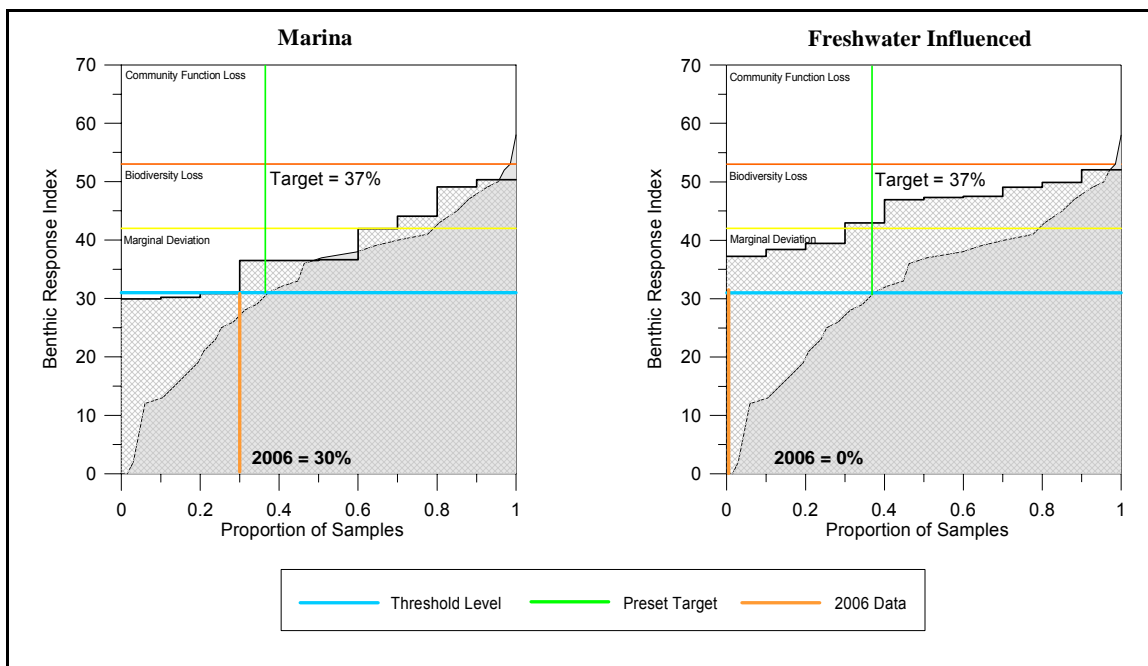 Marina
70
60
50
40
30
20
10
0
Community Function Loss
Biodiversity Loss
Marginal Deviation
Target = 37%
2006 = 30%
Benthic Response Index
0 0.2 0.4 0.6 0.8 1
Proportion of Samples
Freshwater Influenced
70
60
50
40
30
20
10
0
Community Function Loss
Biodiversity Loss
Marginal Deviation
Target = 37%
2006 = 0%
Benthic Response Index
0 0.2 0.4 0.6 0.8 1
Proportion of Samples
Threshold Level Preset Target 2006 Data